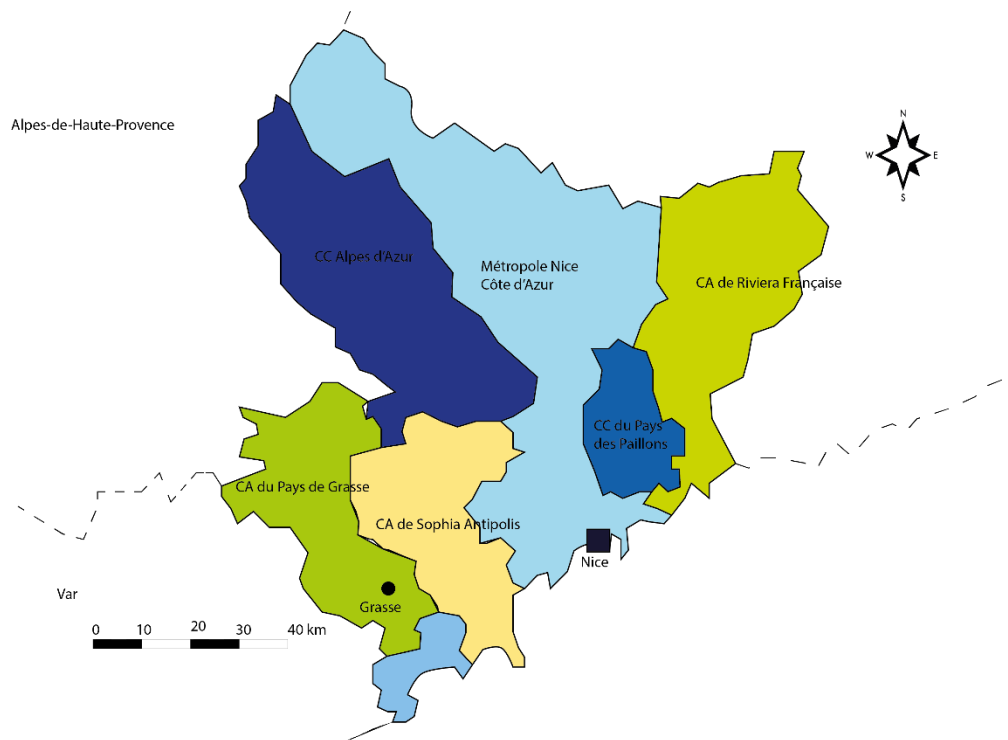 Alpes-de-Haute-Provence
N
W
E
S
CC Alpes d'Azur
Métropole Nice
Côte d'Azur
CA de Riviera Française
CC du Pays
des Paillons
CA du Pays de Grasse
CA de Sophia Antipolis
Nice
Var
Grasse
0 10 20 30 40 km